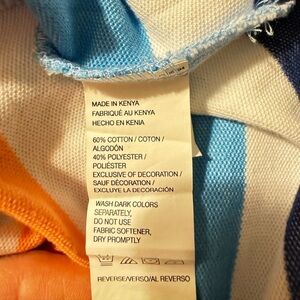 MADE IN KENYA
FABRIQUÉ AU KENYA
HECHO EN KENIA
60% COTTON / COTON /
ALGODÓN
40% POLYESTER /
POLIÉSTER
EXCLUSIVE OF DECORATION /
SAUF DÉCORATION /
EXCLUYE LA DECORACIÓN
WASH DARK COLORS
SEPARATELY,
DO NOT USE
FABRIC SOFTENER,
DRY PROMPTLY
REVERSE/VERSO/AL REVERSO